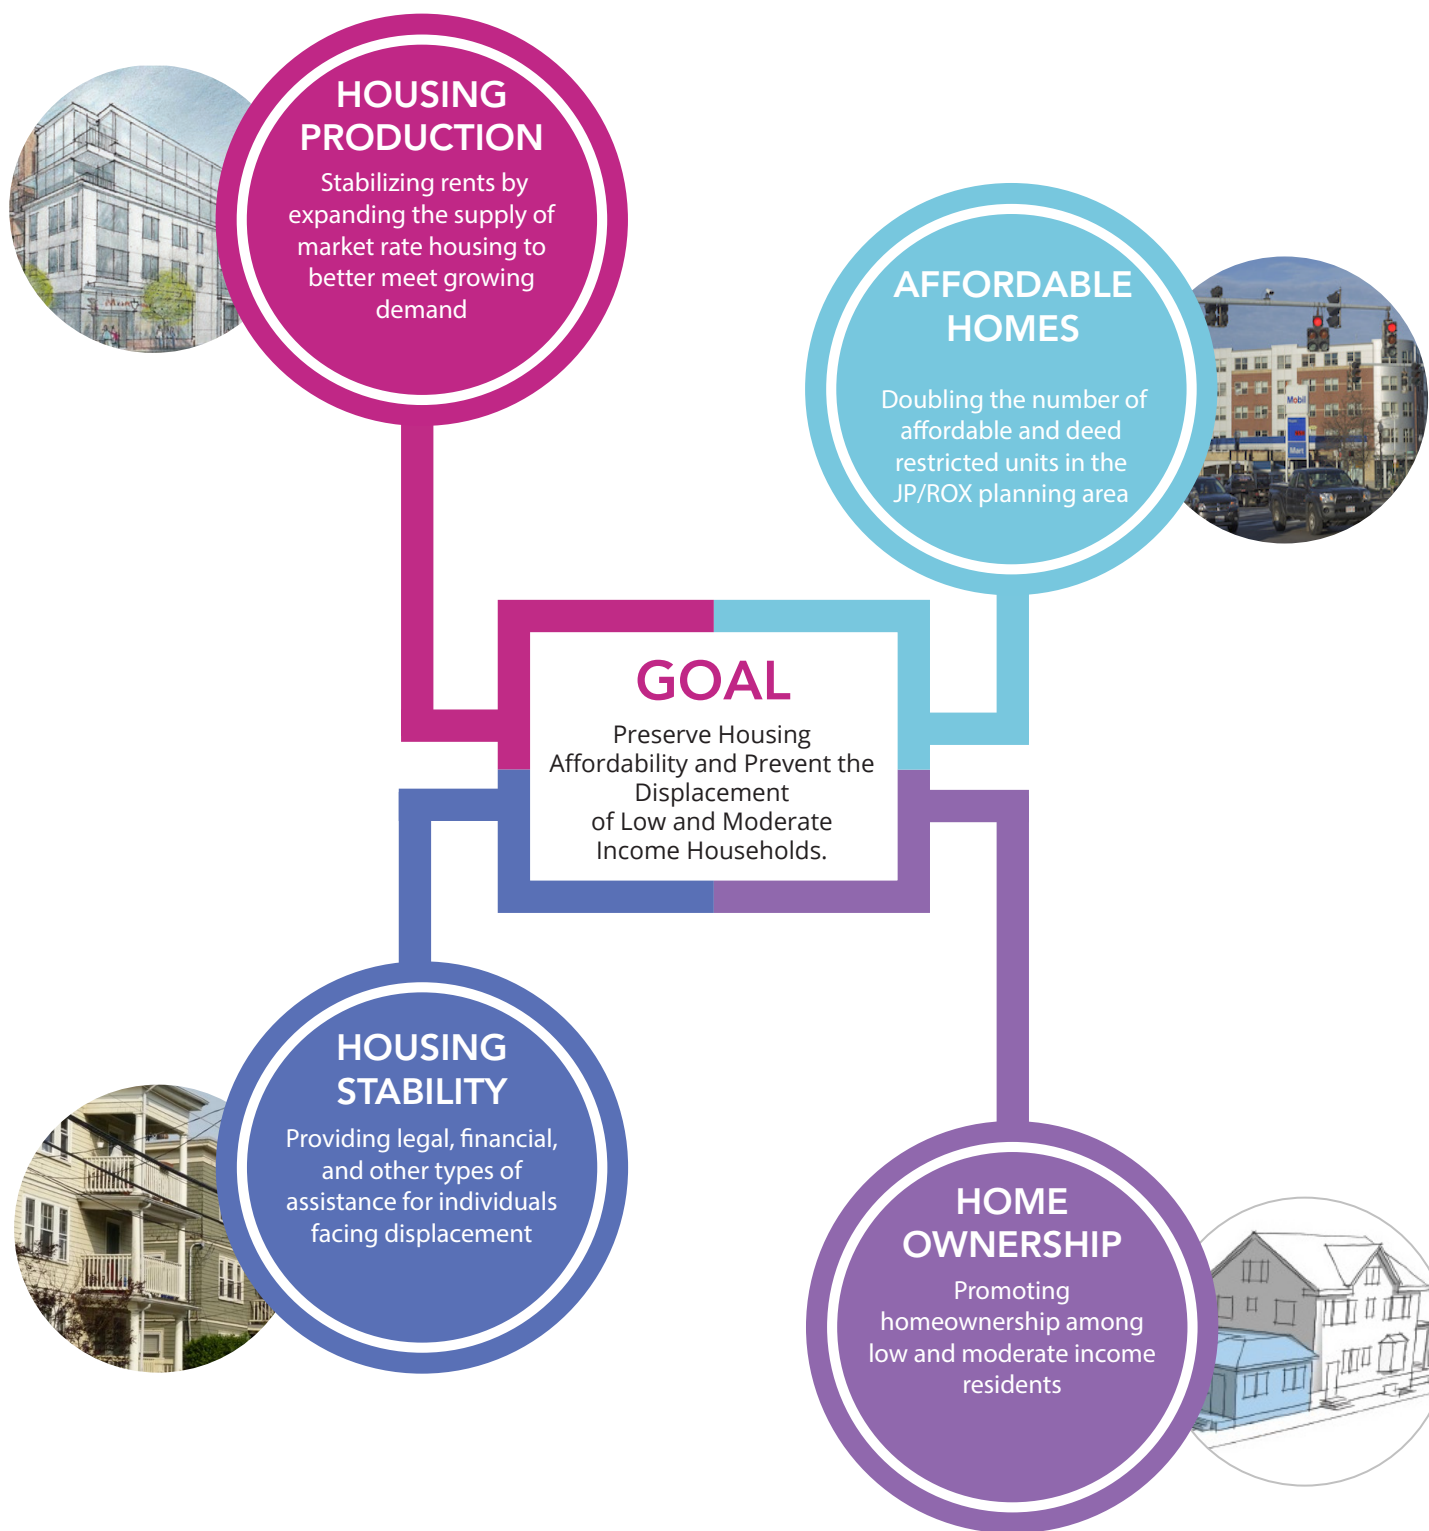 HOUSING
PRODUCTION
Stabilizing rents by
expanding the supply of
market rate housing to
better meet growing
demand
AFFORDABLE
HOMES
Doubling the number of
affordable and deed
restricted units in the
JP/ROX planning area
Mobil
Mart
GOAL
Preserve Housing
Affordability and Prevent the
Displacement
of Low and Moderate
Income Households.
HOUSING
STABILITY
Providing legal, financial,
and other types of
assistance for individuals
facing displacement
HOME
OWNERSHIP
Promoting
homeownership among
low and moderate income
residents